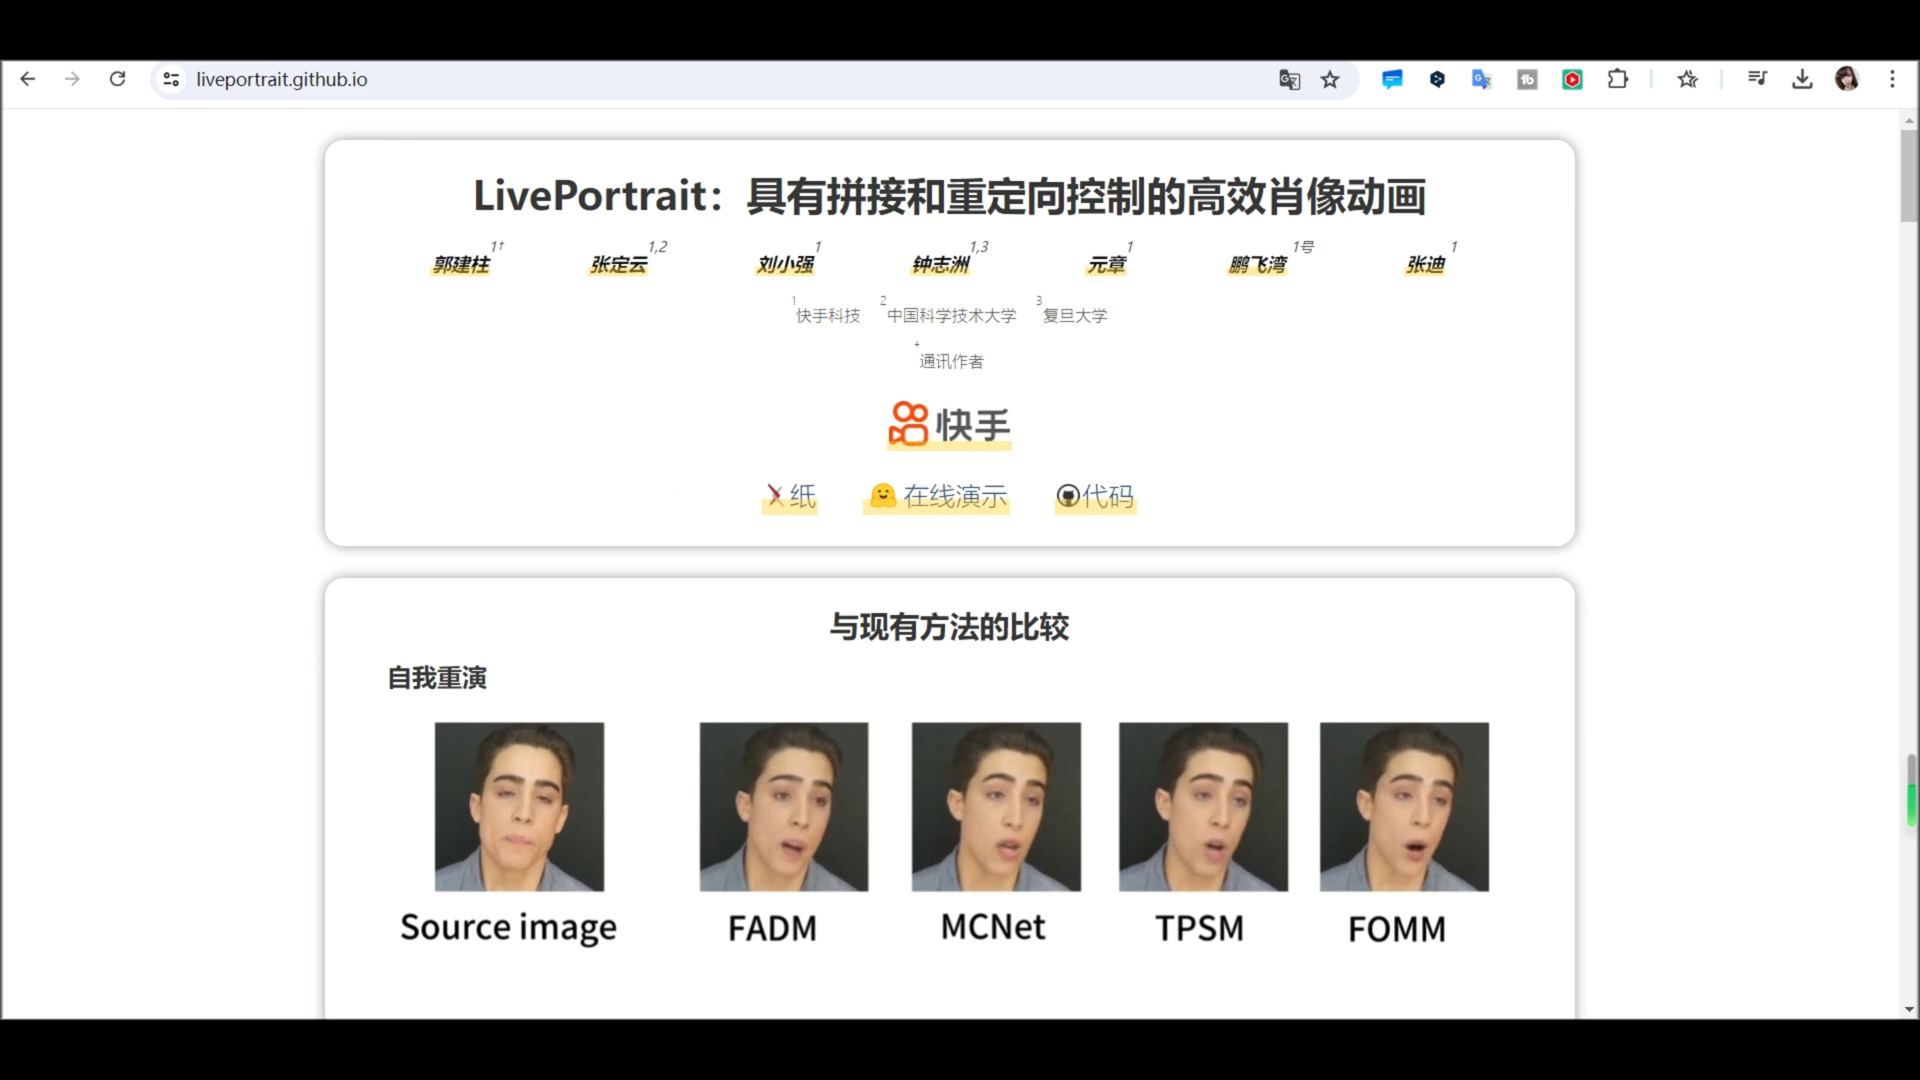 liveportrait.github.io
LivePortrait：具有拼接和重定向控制的高效肖像动画
郭建柱1† 张定云1,2 刘小强1 钟志洲1,3 元章1 鹏飞湾1号 张迪1
1快手科技 2中国科学技术大学 3复旦大学
+通讯作者
快手
纸 在线演示 代码
与现有方法的比较
自我重演
Source image FADM MCNet TPSM FOMM